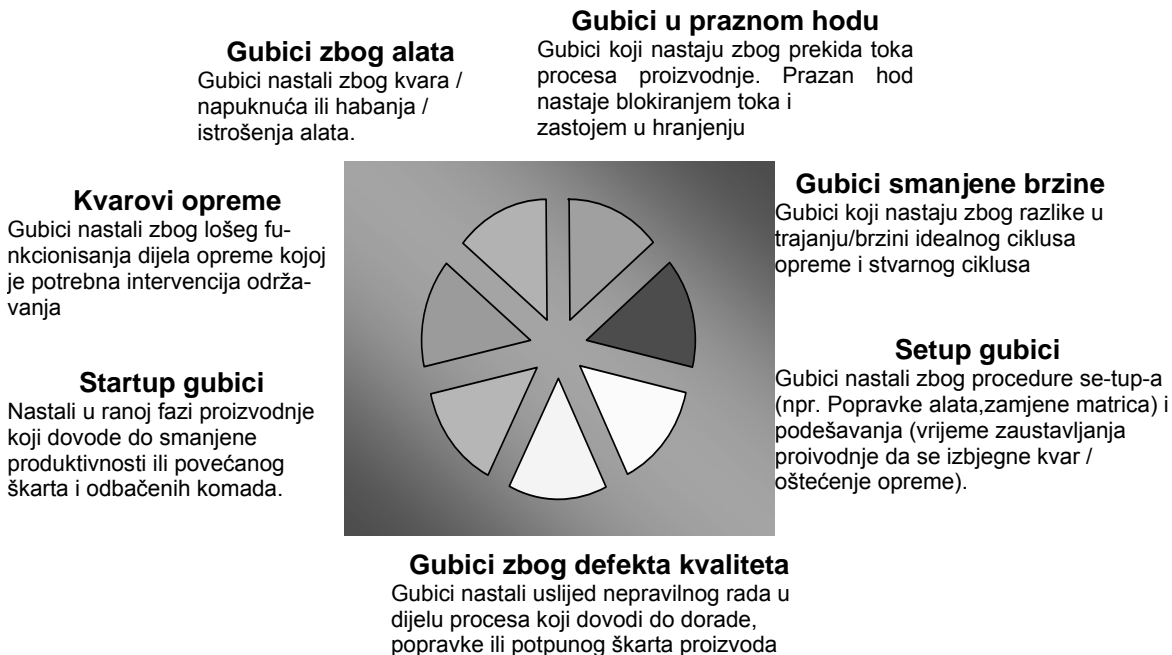 Gubici zbog alata
Gubici nastali zbog kvara /
napuknuća ili habanja /
istrošenja alata.
Gubici u praznom hodu
Gubici koji nastaju zbog prekida toka
procesa proizvodnje. Prazan hod
nastaje blokiranjem toka i
zastojem u hranjenju
Kvarovi opreme
Gubici nastali zbog lošeg fu-
nkcionisanja dijela opreme kojoj
je potrebna intervencija održa-
vanja
Gubici smanjene brzine
Gubici koji nastaju zbog razlike u
trajanju/brzini idealnog ciklusa
opreme i stvarnog ciklusa
Startup gubici
Nastali u ranoj fazi proizvodnje
koji dovode do smanjene
produktivnosti ili povećanog
škarta i odbačenih komada.
Setup gubici
Gubici nastali zbog procedure se-tup-a
(npr. Popravke alata,zamjene matrica) i
podešavanja (vrijeme zaustavljanja
proivodnje da se izbjegne kvar /
oštećenje opreme).
Gubici zbog defekta kvaliteta
Gubici nastali uslijed nepravilnog rada u
dijelu procesa koji dovodi do dorade,
popravke ili potpunog škarta proizvoda